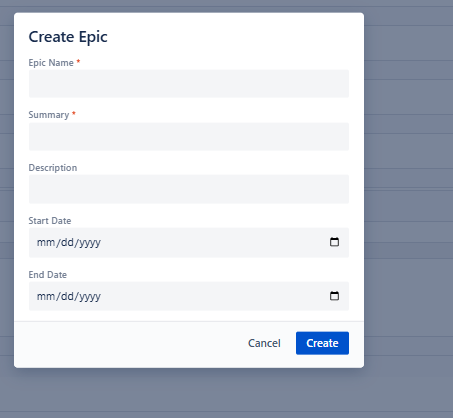 Create Epic
Epic Name *
Summary *
Description
Start Date
mm/dd/yyyy
End Date
mm/dd/yyyy
Cancel Create